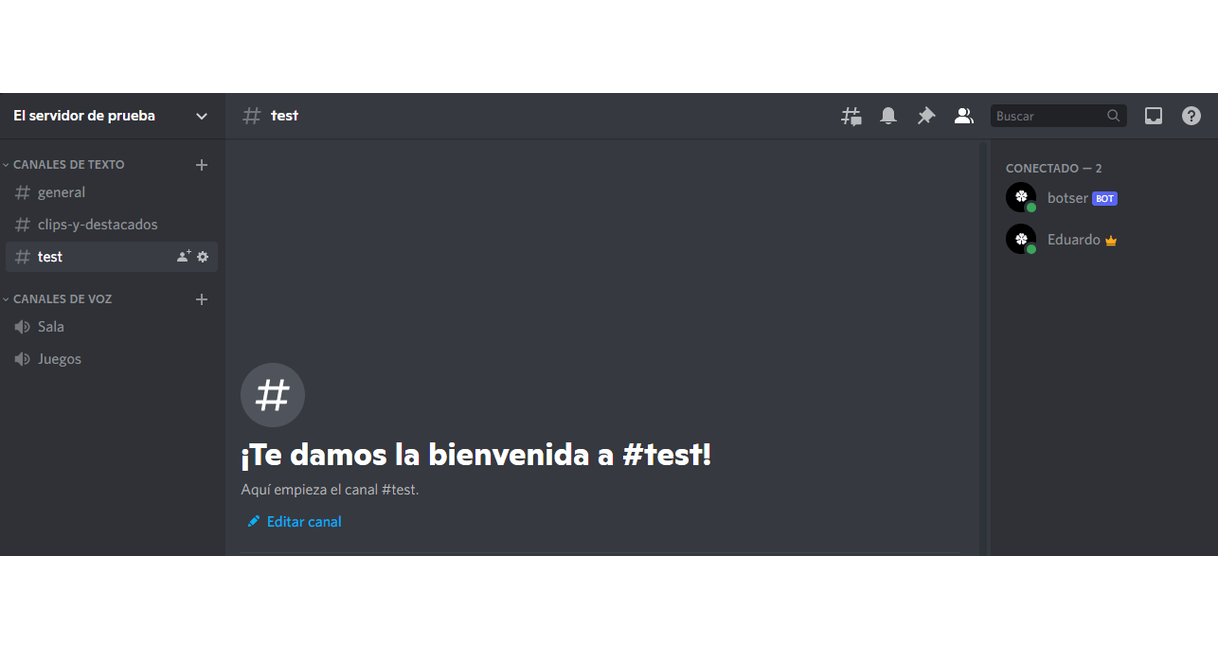 El servidor de prueba
CANALES DE TEXTO
general
clips-y-destacados
test
CANALES DE VOZ
Sala
Juegos
test
Buscar
¡Te damos la bienvenida a #test!
Aquí empieza el canal #test.
Editar canal
CONECTADO — 2
botser BOT
Eduardo